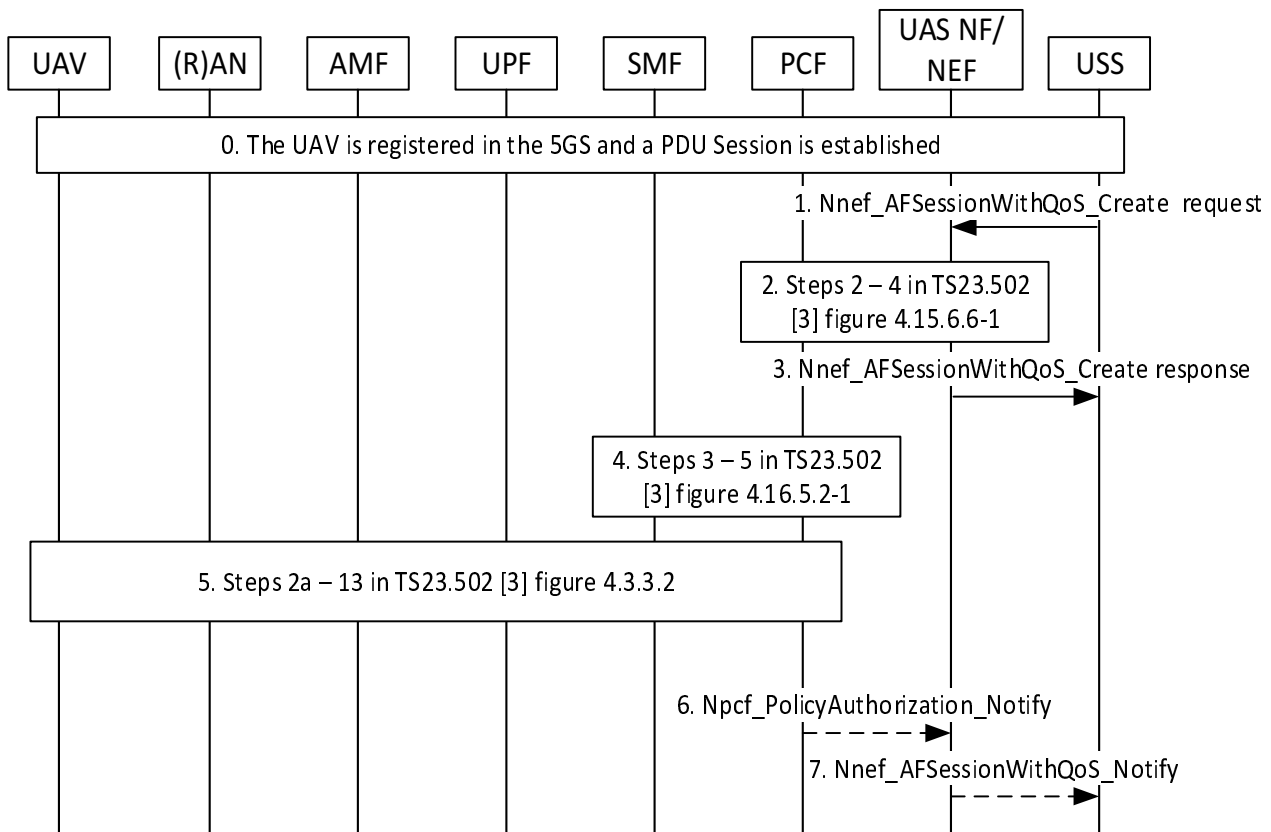 UAV
(R)AN
AMF
UPF
SMF
PCF
UAS NF/
NEF
USS
0. The UAV is registered in the 5GS and a PDU Session is established
1. Nnef_AFSessionWithQoS_Create request
2. Steps 2 – 4 in TS23.502
[3] figure 4.15.6.6-1
3. Nnef_AFSessionWithQoS_Create response
4. Steps 3 – 5 in TS23.502
[3] figure 4.16.5.2-1
5. Steps 2a – 13 in TS23.502 [3] figure 4.3.3.2
6. Npcf_PolicyAuthorization_Notify
7. Nnef_AFSessionWithQoS_Notify